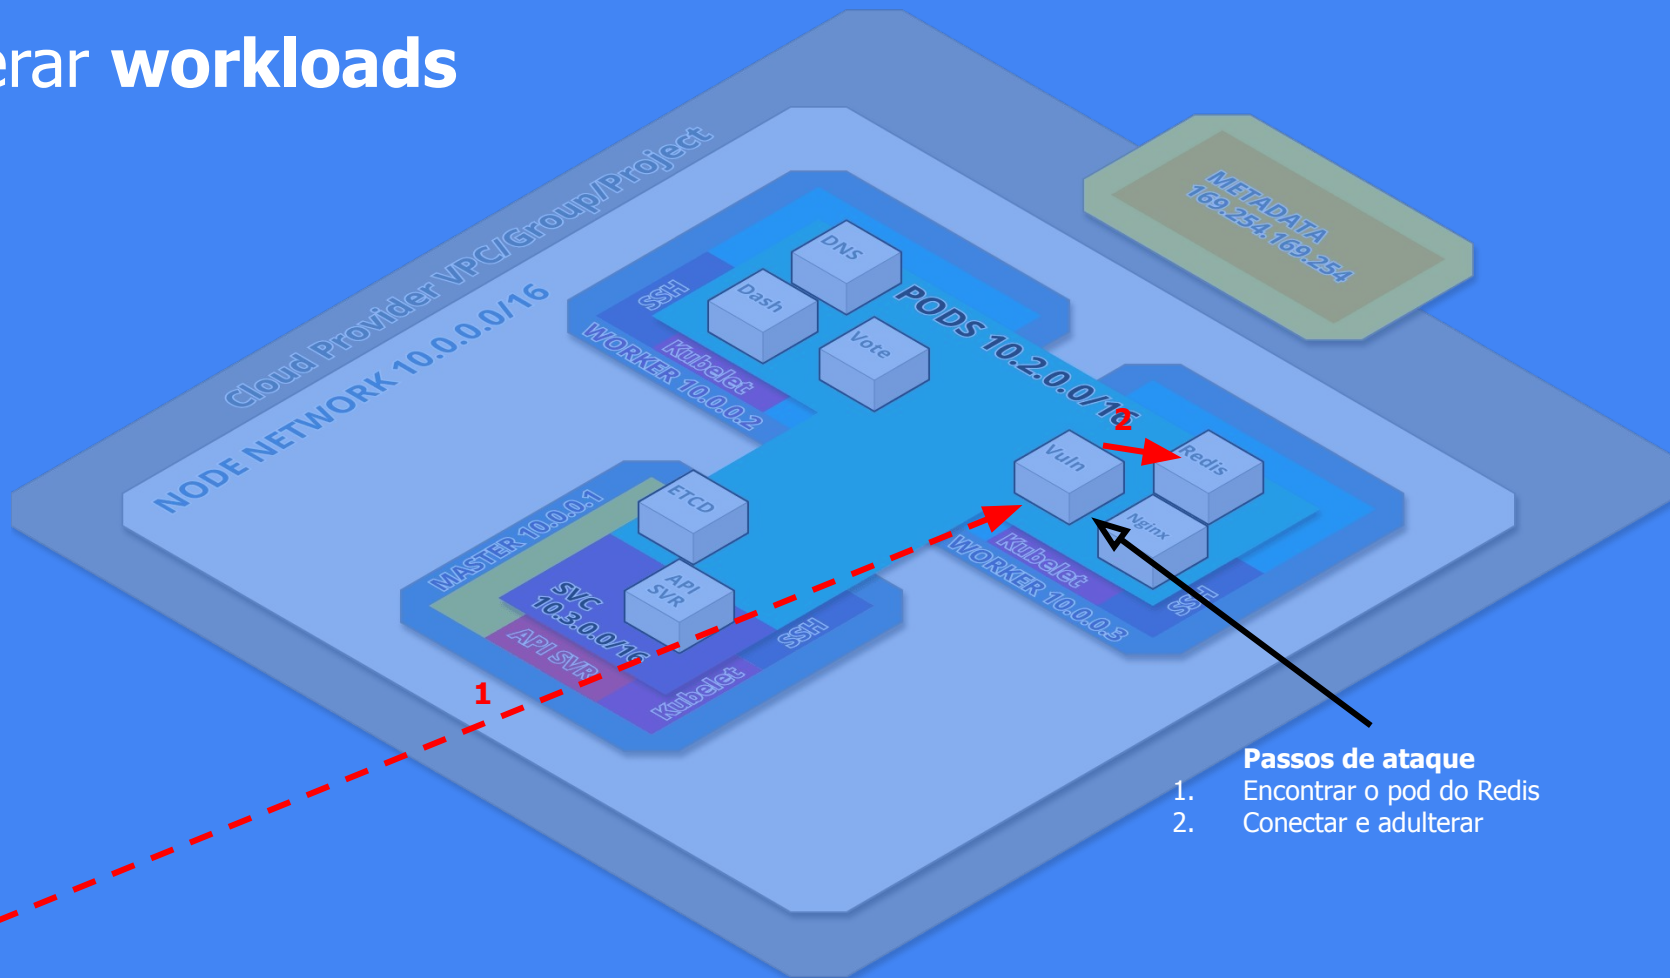 erar workloads
Cloud Provider VPC/Group/Project
NODE NETWORK 10.0.0.0/16
METADATA
169.254.169.254
DNS
Dash
Vote
SSH
Kubelet
WORKER 10.0.0.2
PODS 10.2.0.0/16
2
Vuln
Redis
Nginx
Kubelet
WORKER 10.0.0.3
MASTER 10.0.0.1
ETCD
API
SVR
SVC
10.3.0.0/16
API SVR
Kubelet
SSH
1
Passos de ataque
1. Encontrar o pod do Redis
2. Conectar e adulterar